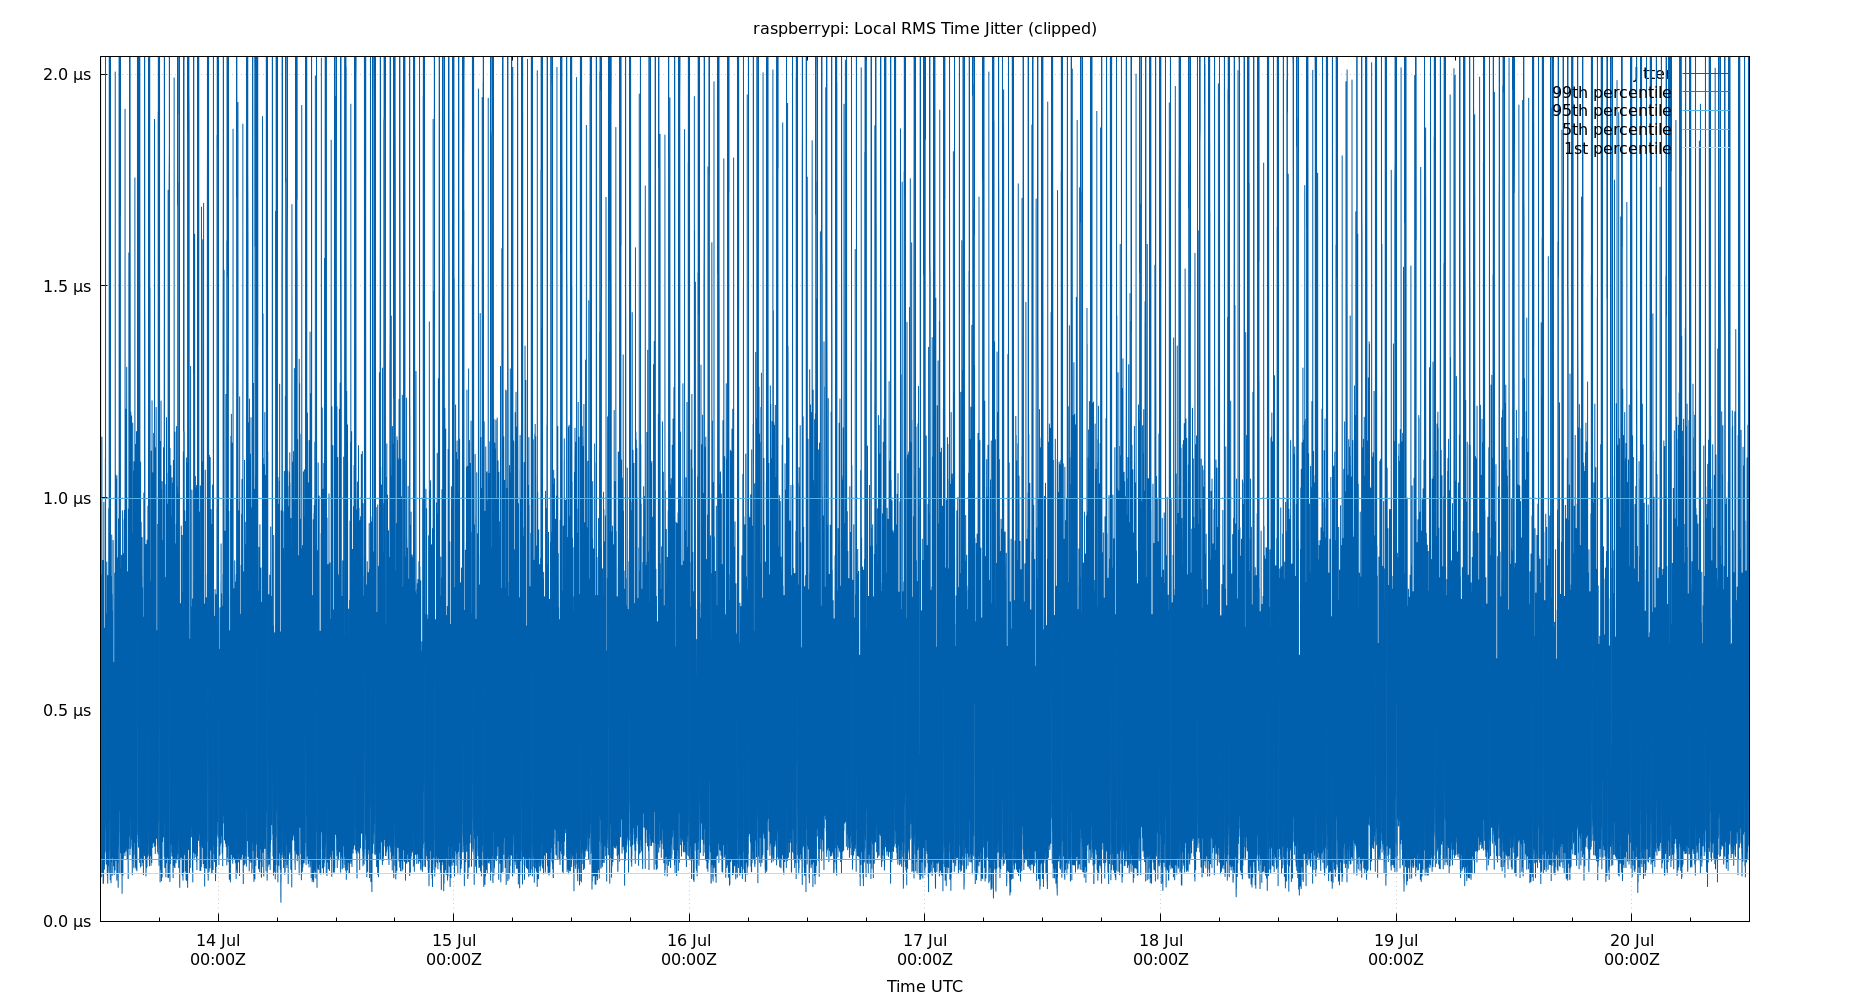 raspberrypi: Local RMS Time Jitter (clipped)
2.0 µs
1.5 µs
1.0 µs
0.5 µs
0.0 µs
Jitter
99th percentile
95th percentile
5th percentile
1st percentile
14 Jul 15 Jul 16 Jul 17 Jul 18 Jul 19 Jul 20 Jul
00:00Z 00:00Z 00:00Z 00:00Z 00:00Z 00:00Z 00:00Z
Time UTC